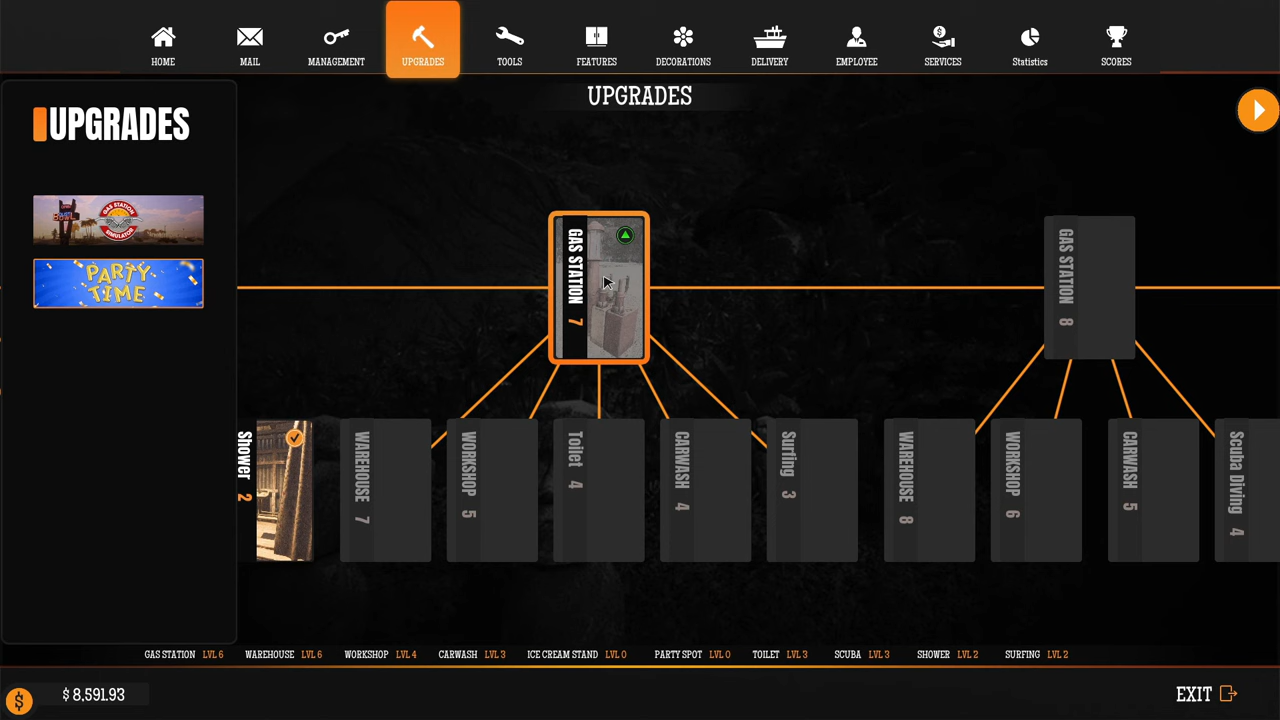 HOME
MAIL
MANAGEMENT
UPGRADES
TOOLS
FEATURES
DECORATIONS
DELIVERY
EMPLOYEE
SERVICES
Statistics
SCORES
UPGRADES
UPGRADES
GAS STATION
SIMULATOR
PARTY
TIME
GAS STATION 7
GAS STATION 8
Shower 2
WAREHOUSE 7
WORKSHOP 5
Toilet 4
CARWASH 4
Surfing 3
WAREHOUSE 8
WORKSHOP 6
CARWASH 5
Scuba Diving 4
GAS STATION LVL 6
WAREHOUSE LVL 6
WORKSHOP LVL 4
CARWASH LVL 3
ICE CREAM STAND LVL 0
PARTY SPOT LVL 0
TOILET LVL 3
SCUBA LVL 3
SHOWER LVL 2
SURFING LVL 2
$ 8,591.93
EXIT